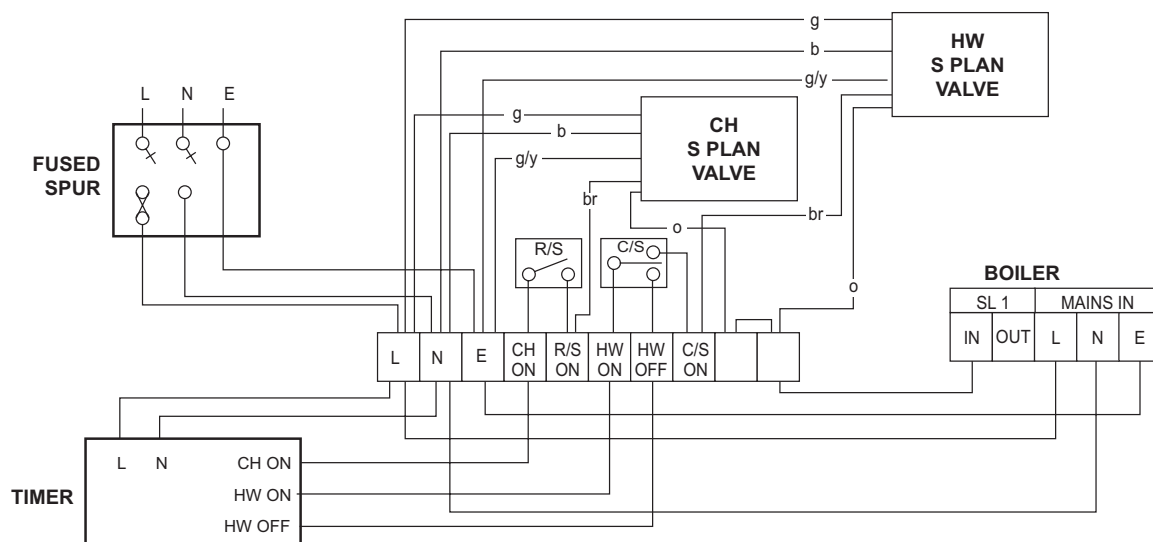 g
HW
S PLAN
VALVE
b
g/y
L N E
g
CH
S PLAN
VALVE
b
g/y
FUSED
SPUR
br
br
o
R/S
C/S
o
BOILER
SL 1 MAINS IN
IN OUT L N E
L N E CH ON R/S ON HW ON HW OFF C/S ON
L N
CH ON
TIMER
HW ON
HW OFF